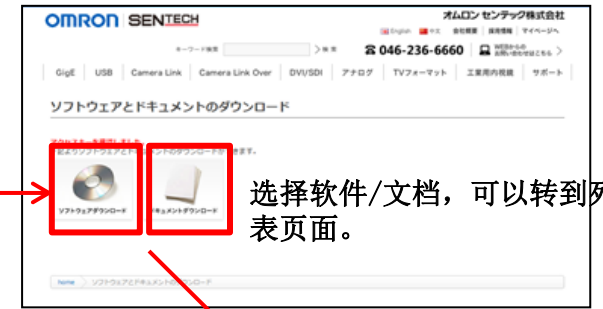 OMRON SENTECH
オムロン センテック株式会社
English 中文 会社概要 採用情報 マイページへ
キーワード検索 検索 046-236-6660 WEBからの
お問い合わせはこちら
GigE USB Camera Link Camera Link Over DVI/SDI アナログ TVフォーマット 工業用内視鏡 サポート
ソフトウェアとドキュメントのダウンロード
ソフトウェアダウンロード
ドキュメントダウンロード
选择软件/文档，可以转到列
表页面。
home ソフトウェアとドキュメントのダウンロード